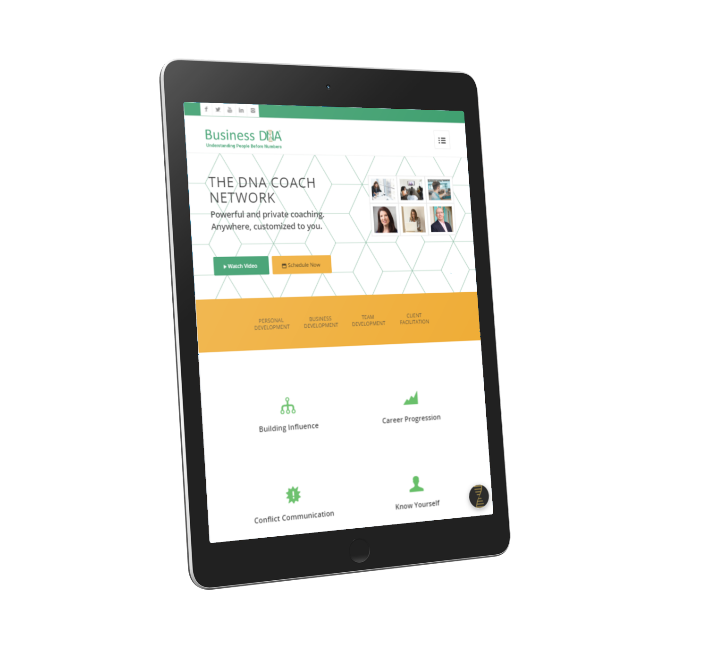 Business DNA
Understanding People Before Numbers
THE DNA COACH
NETWORK
Powerful and private coaching.
Anywhere, customized to you.
Watch Video
Schedule Now
PERSONAL
DEVELOPMENT
BUSINESS
DEVELOPMENT
TEAM
DEVELOPMENT
CLIENT
FACILITATION
Building Influence
Career Progression
Conflict Communication
Know Yourself